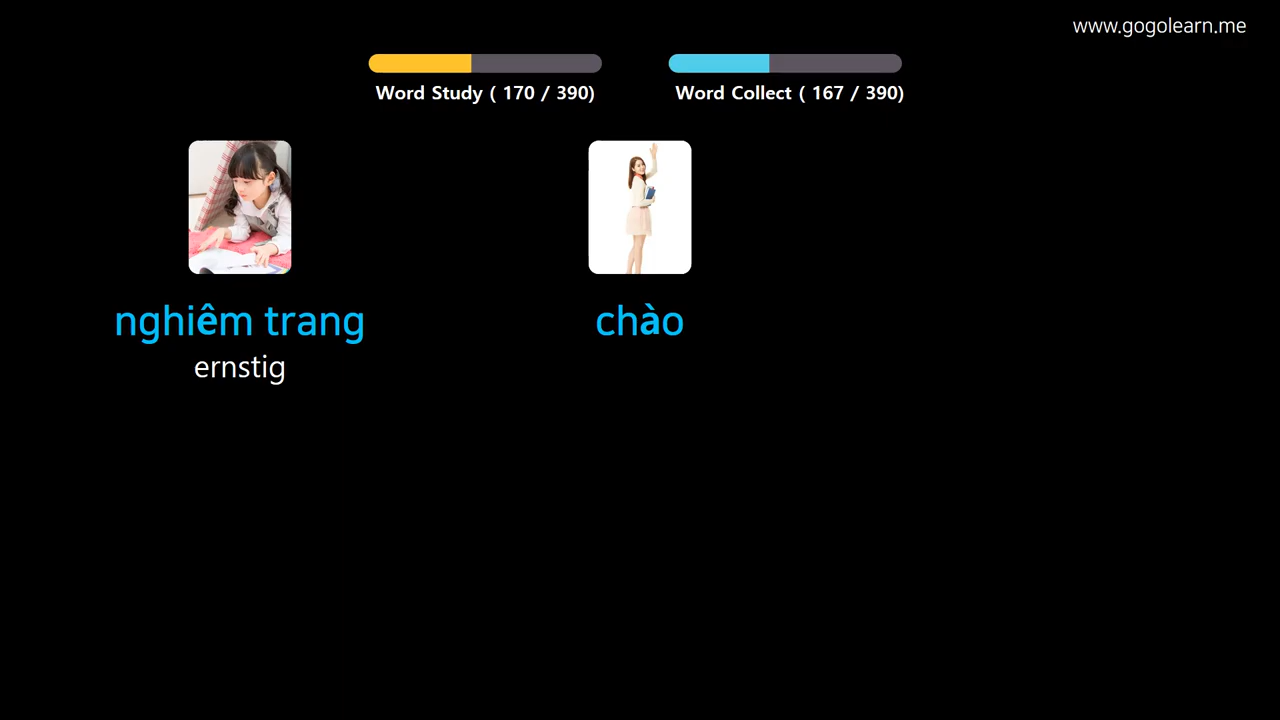 www.gogolearn.me
Word Study ( 170 / 390)
Word Collect ( 167 / 390)
nghiêm trang
ernstig
chào